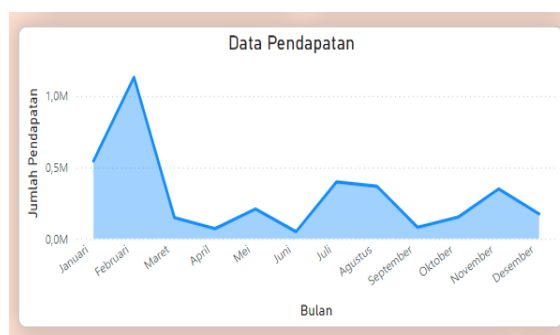 Data Pendapatan
Jumlah Pendapatan
1,0M
0,5M
0,0M
Januari
Februari
Maret
April
Mei
Juni
Juli
Agustus
September
Oktober
November
Desember
Bulan